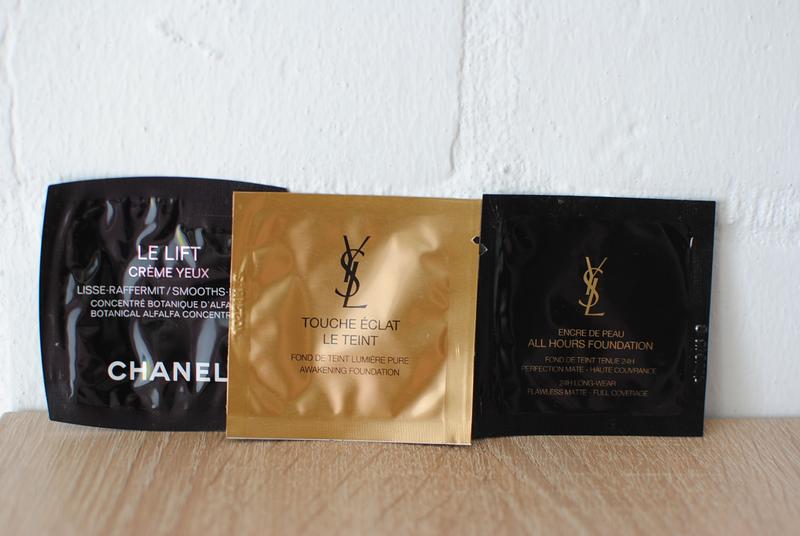 LE LIFT
CRÈME YEUX
LISSE-RAFFERMIT / SMOOTHS-
CONCENTRÉ BOTANIQUE D'ALFA
BOTANICAL ALFALFA CONCENTR
CHANEL
YSL
TOUCHE ÉCLAT
LE TEINT
FOND DE TEINT LUMIÈRE PURE
AWAKENING FOUNDATION
YSL
ENCRE DE PEAU
ALL HOURS FOUNDATION
FOND DE TEINT TENUE 24H
PERFECTION MATE - HAUTE COUVRANCE
24H LONG-WEAR
FLAWLESS MATTE - FULL COVERAGE